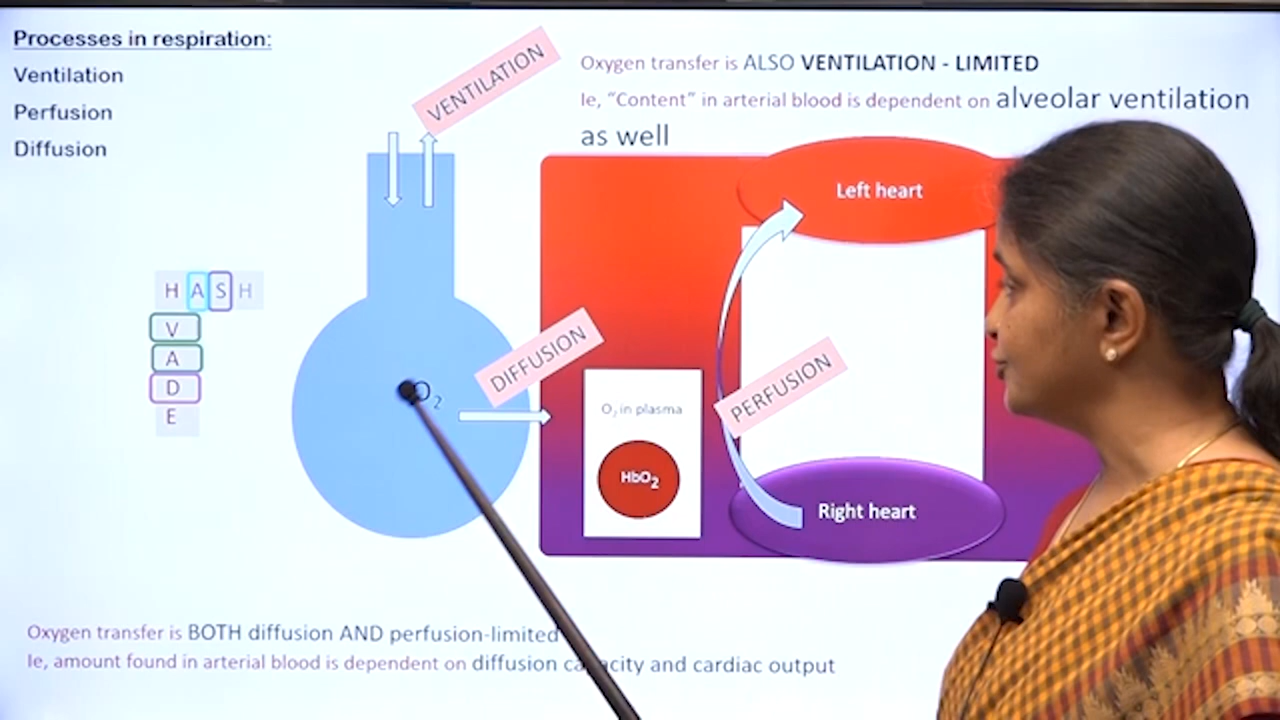 Processes in respiration:
Ventilation
Perfusion
Diffusion
VENTILATION
Oxygen transfer is ALSO VENTILATION - LIMITED
Ie, “Content” in arterial blood is dependent on alveolar ventilation
as well
Left heart
H A S H
V
A
D
E
O₂
DIFFUSION
O₂ in plasma
HbO₂
PERFUSION
Right heart
Oxygen transfer is BOTH diffusion AND perfusion-limited
Ie, amount found in arterial blood is dependent on diffusion and cardiac output